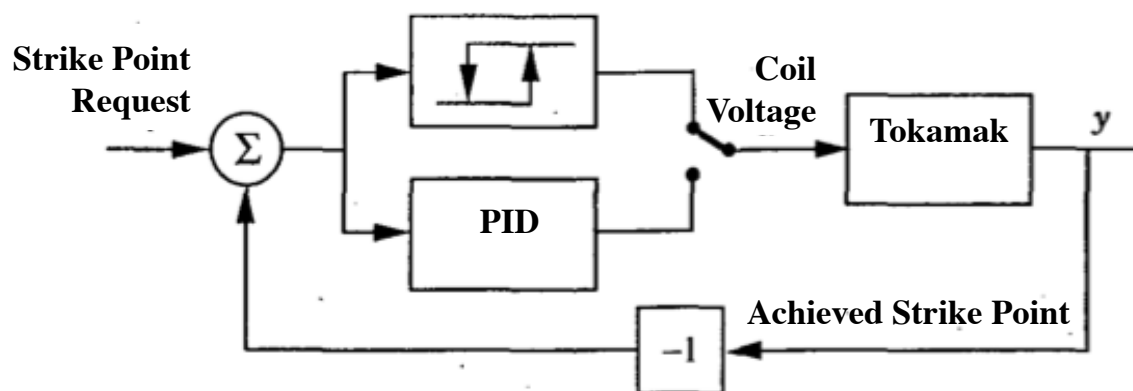 Strike Point
Request
Σ
PID
Coil
Voltage
Tokamak
y
Achieved Strike Point
−1